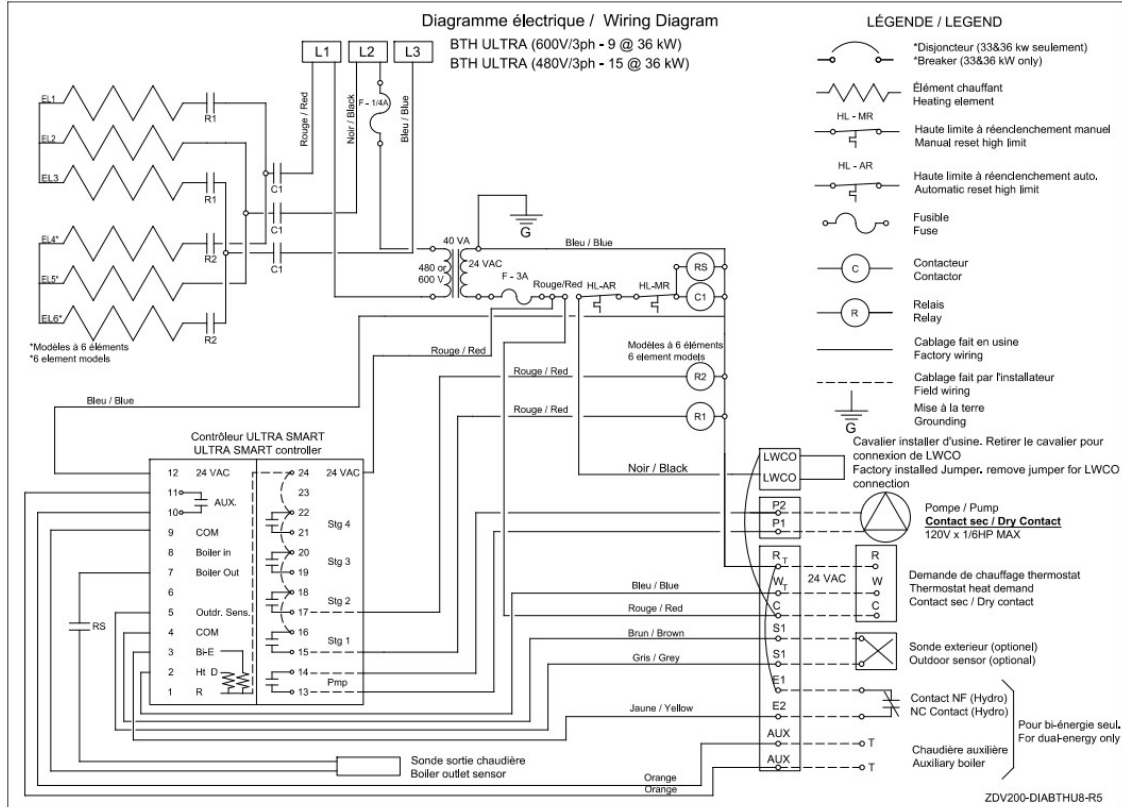 Diagramme électrique / Wiring Diagram
BTH ULTRA (600V/3ph - 9 @ 36 kW)
BTH ULTRA (480V/3ph - 15 @ 36 kW)
L1 L2 L3
Rouge / Red
Noir / Black
F - 1/4A
Bleu / Blue
EL1
R1
EL2
EL3
R1
C1
C1
EL4*
R2
C1
EL5*
EL6*
R2
*Modèles à 6 éléments
*6 element models
G
40 VA
480 or
600 V
24 VAC
F - 3A
Bleu / Blue
Rouge/Red
HL-AR
HL-MR
RS
C1
Rouge / Red
Modèles à 6 éléments
6 element models
Rouge / Red
R2
Rouge / Red
R1
Bleu / Blue
Noir / Black
Contrôleur ULTRA SMART
ULTRA SMART controller
12 24 VAC
11
AUX.
10
9 COM
8 Boiler in
7 Boiler Out
6
5 Outdr. Sens.
4 COM
3 Bi-E
2 Ht D
1 R
24 24 VAC
23
22
Stg 4
21
20
Stg 3
19
18
Stg 2
17
16
Stg 1
15
14
Pmp
13
RS
Bleu / Blue
Rouge / Red
Brun / Brown
Gris / Grey
Jaune / Yellow
Orange
Orange
Sonde sortie chaudière
Boiler outlet sensor
LWCO
LWCO
P2
P1
RT
WT
C
S1
S1
E1
E2
AUX
AUX
24 VAC
R
W
C
T
T
LÉGENDE / LEGEND
*Disjoncteur (33&36 kw seulement)
*Breaker (33&36 kW only)
Élément chauffant
Heating element
HL - MR
Haute limite à réenclenchement manuel
Manual reset high limit
HL - AR
Haute limite à réenclenchement auto.
Automatic reset high limit
Fusible
Fuse
C
Contacteur
Contactor
R
Relais
Relay
Cablage fait en usine
Factory wiring
Cablage fait par l'installateur
Field wiring
G
Mise à la terre
Grounding
Cavalier installer d'usine. Retirer le cavalier pour
connexion de LWCO
Factory installed Jumper. remove jumper for LWCO
connection
Pompe / Pump
Contact sec / Dry Contact
120V x 1/6HP MAX
Demande de chauffage thermostat
Thermostat heat demand
Contact sec / Dry contact
Sonde exterieur (optionel)
Outdoor sensor (optional)
Contact NF (Hydro)
NC Contact (Hydro)
Pour bi-énergie seul.
For dual-energy only
Chaudière auxilière
Auxiliary boiler
ZDV200-DIABTHU8-R5